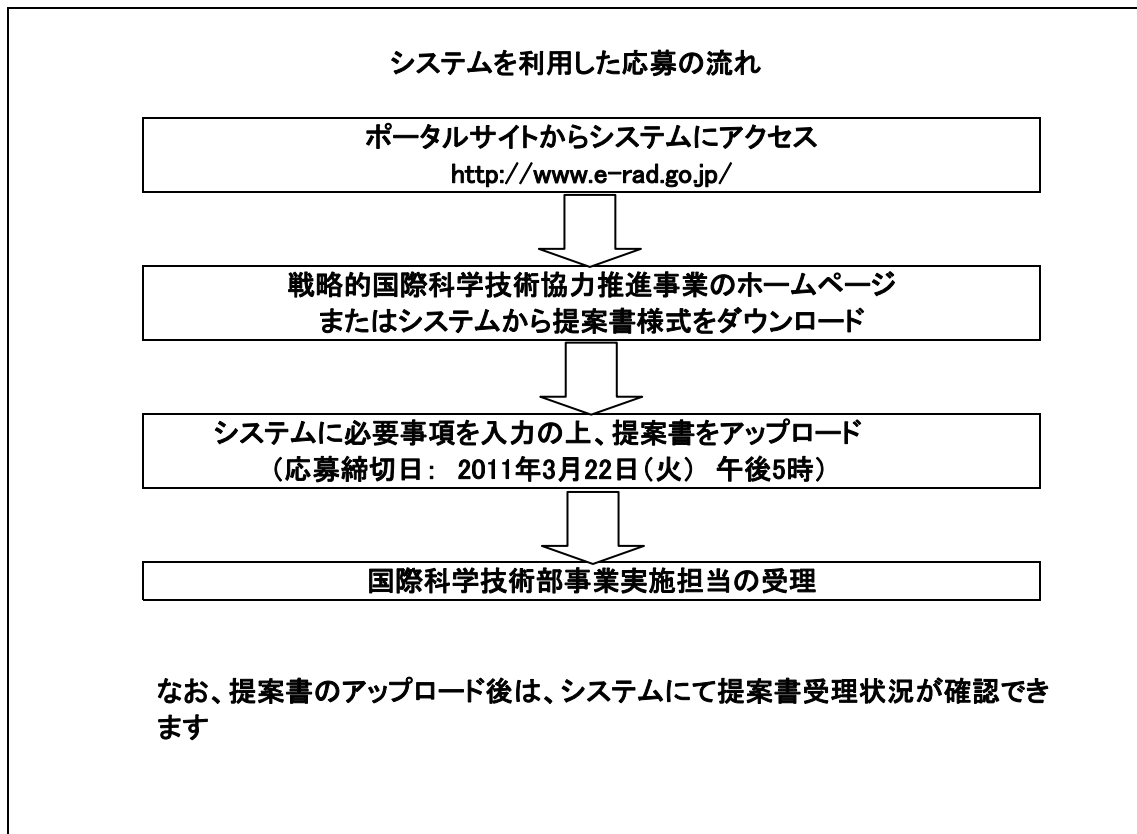 システムを利用した応募の流れ
ポータルサイトからシステムにアクセス
http://www.e-rad.go.jp/
戦略的国際科学技術協力推進事業のホームページ
またはシステムから提案書様式をダウンロード
システムに必要事項を入力の上、提案書をアップロード
（応募締切日： 2011年3月22日（火） 午後5時）
国際科学技術部事業実施担当の受理
なお、提案書のアップロード後は、システムにて提案書受理状況が確認でき
ます